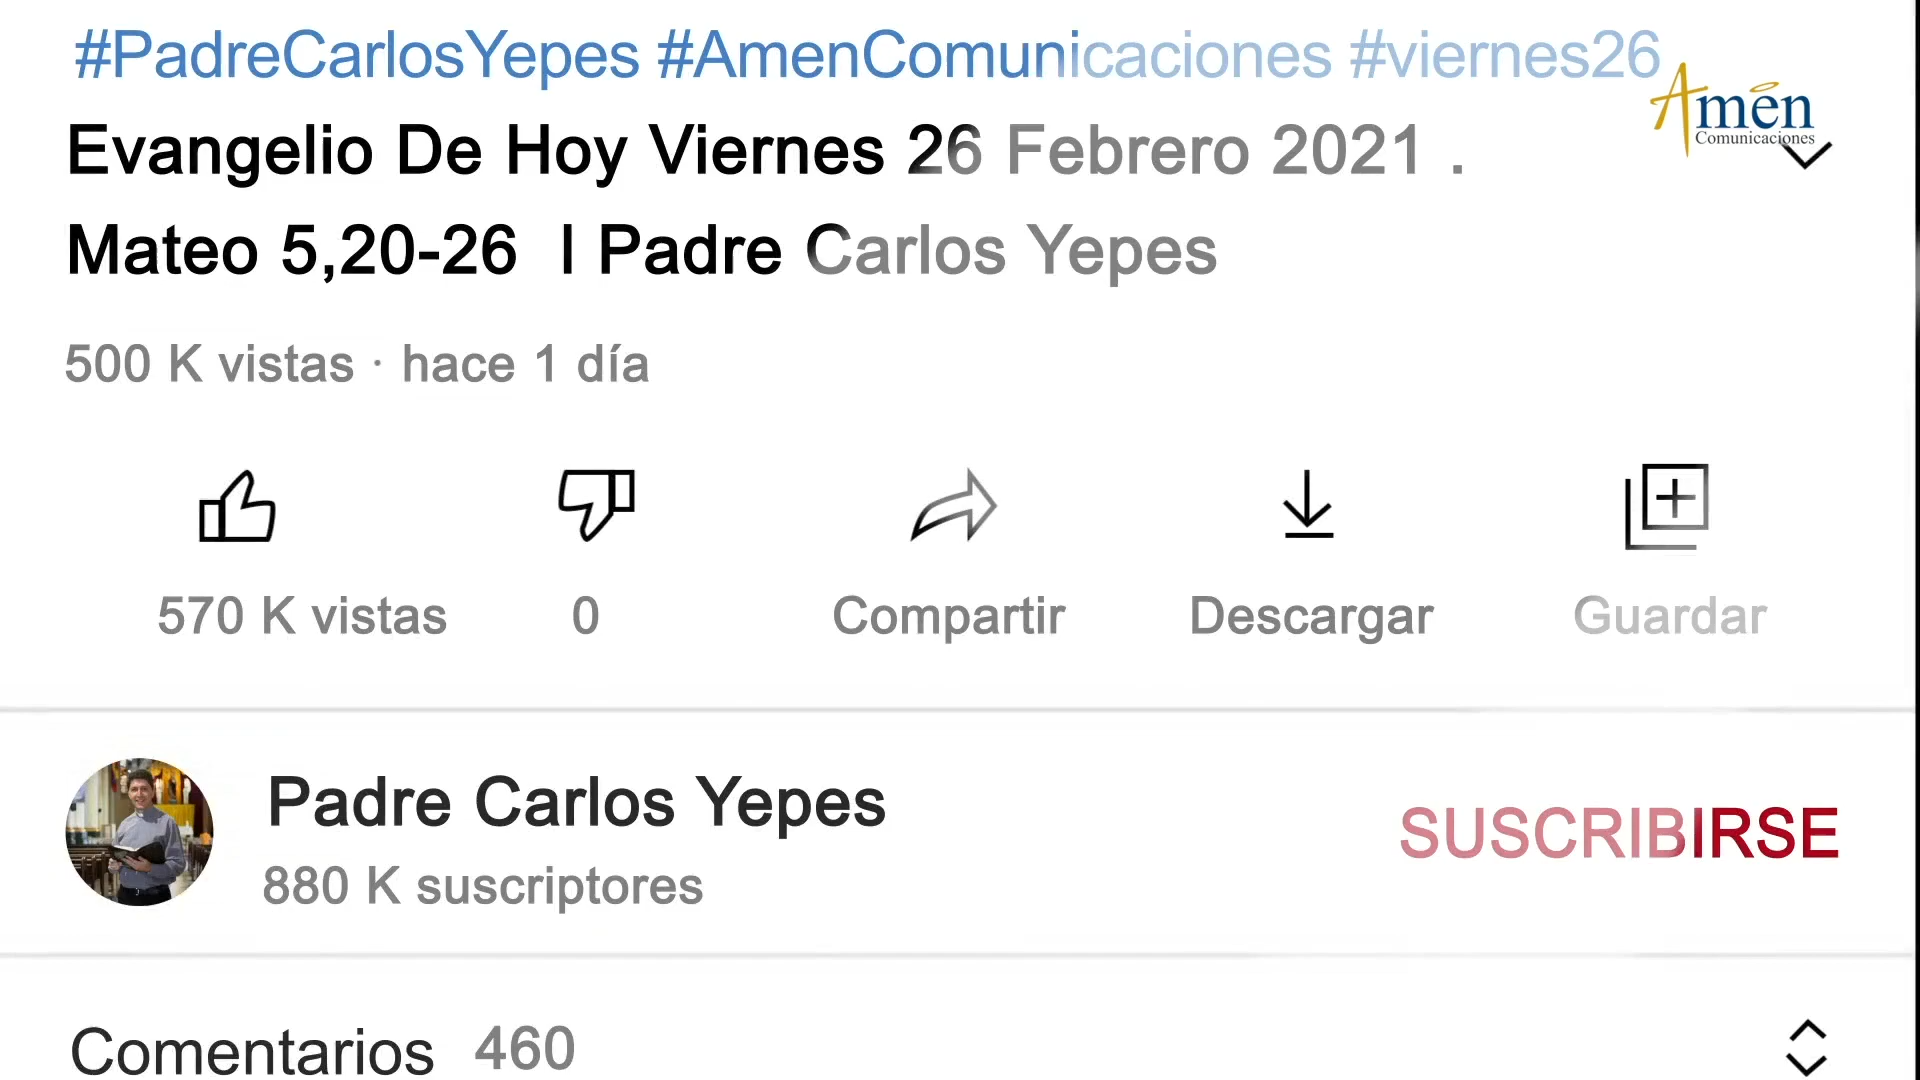 #PadreCarlosYepes #AmenComunicaciones #viernes26
Amén
Comunicaciones
Evangelio De Hoy Viernes 26 Febrero 2021 .
Mateo 5,20-26 l Padre Carlos Yepes
500 K vistas · hace 1 día
570 K vistas 0 Compartir Descargar Guardar
Padre Carlos Yepes
SUSCRIBIRSE
880 K suscriptores
Comentarios 460